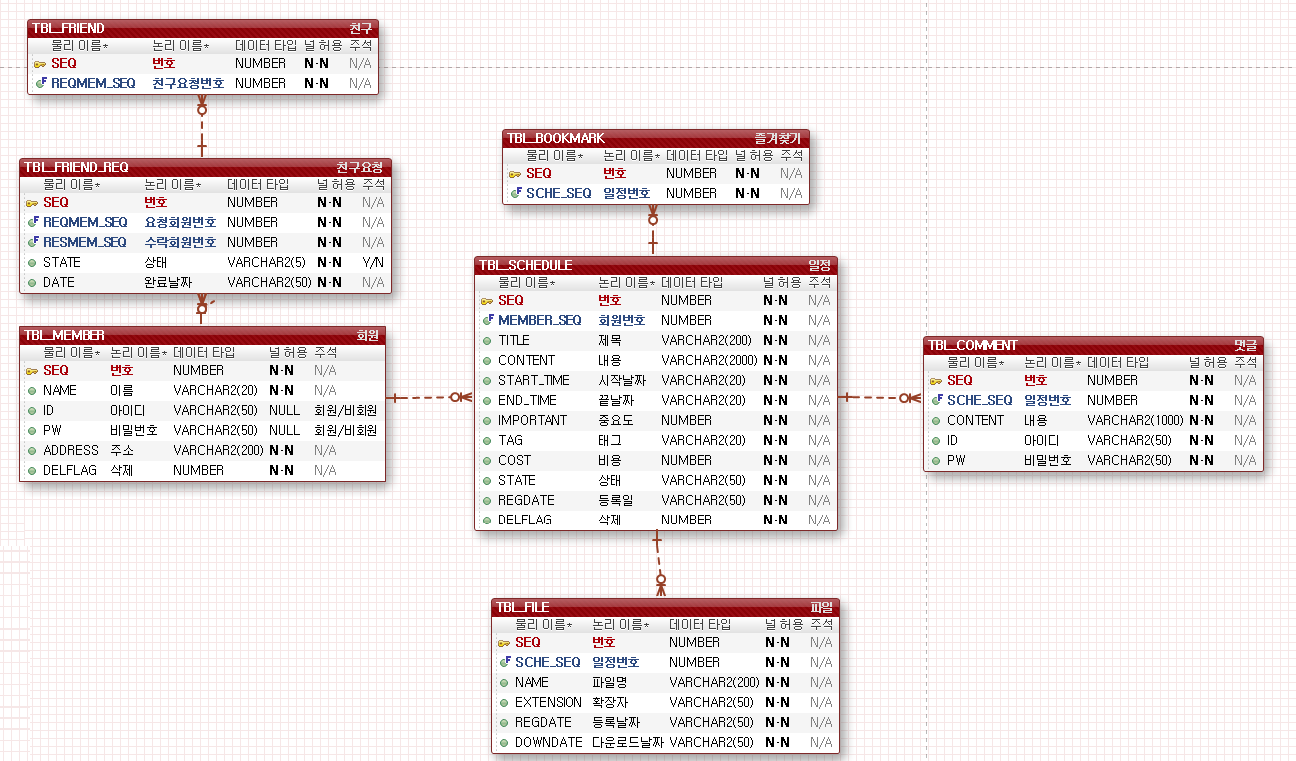 TBL_FRIEND 친구
물리 이름* 논리 이름* 데이터 타입 널 허용 주석
SEQ 번호 NUMBER N-N N/A
REQMEM_SEQ 친구요청번호 NUMBER N-N N/A
TBL_FRIEND_REQ 친구요청
물리 이름* 논리 이름* 데이터 타입 널 허용 주석
SEQ 번호 NUMBER N-N N/A
REQMEM_SEQ 요청회원번호 NUMBER N-N N/A
RESMEM_SEQ 수락회원번호 NUMBER N-N N/A
STATE 상태 VARCHAR2(5) N-N Y/N
DATE 완료날짜 VARCHAR2(50) N-N N/A
TBL_MEMBER 회원
물리 이름* 논리 이름* 데이터 타입 널 허용 주석
SEQ 번호 NUMBER N-N N/A
NAME 이름 VARCHAR2(20) N-N N/A
ID 아이디 VARCHAR2(50) NULL 회원/비회원
PW 비밀번호 VARCHAR2(50) NULL 회원/비회원
ADDRESS 주소 VARCHAR2(200) N-N N/A
DELFLAG 삭제 NUMBER N-N N/A
TBL_BOOKMARK 즐겨찾기
물리 이름* 논리 이름* 데이터 타입 널 허용 주석
SEQ 번호 NUMBER N-N N/A
SCHE_SEQ 일정번호 NUMBER N-N N/A
TBL_SCHEDULE 일정
물리 이름* 논리 이름* 데이터 타입 널 허용 주석
SEQ 번호 NUMBER N-N N/A
MEMBER_SEQ 회원번호 NUMBER N-N N/A
TITLE 제목 VARCHAR2(200) N-N N/A
CONTENT 내용 VARCHAR2(2000) N-N N/A
START_TIME 시작날짜 VARCHAR2(20) N-N N/A
END_TIME 끝날짜 VARCHAR2(20) N-N N/A
IMPORTANT 중요도 NUMBER N-N N/A
TAG 태그 VARCHAR2(20) N-N N/A
COST 비용 NUMBER N-N N/A
STATE 상태 VARCHAR2(50) N-N N/A
REGDATE 등록일 VARCHAR2(50) N-N N/A
DELFLAG 삭제 NUMBER N-N N/A
TBL_COMMENT 댓글
물리 이름* 논리 이름* 데이터 타입 널 허용 주석
SEQ 번호 NUMBER N-N N/A
SCHE_SEQ 일정번호 NUMBER N-N N/A
CONTENT 내용 VARCHAR2(1000) N-N N/A
ID 아이디 VARCHAR2(50) N-N N/A
PW 비밀번호 VARCHAR2(50) N-N N/A
TBL_FILE 파일
물리 이름* 논리 이름* 데이터 타입 널 허용 주석
SEQ 번호 NUMBER N-N N/A
SCHE_SEQ 일정번호 NUMBER N-N N/A
NAME 파일명 VARCHAR2(200) N-N N/A
EXTENSION 확장자 VARCHAR2(50) N-N N/A
REGDATE 등록날짜 VARCHAR2(50) N-N N/A
DOWNDATE 다운로드날짜 VARCHAR2(50) N-N N/A